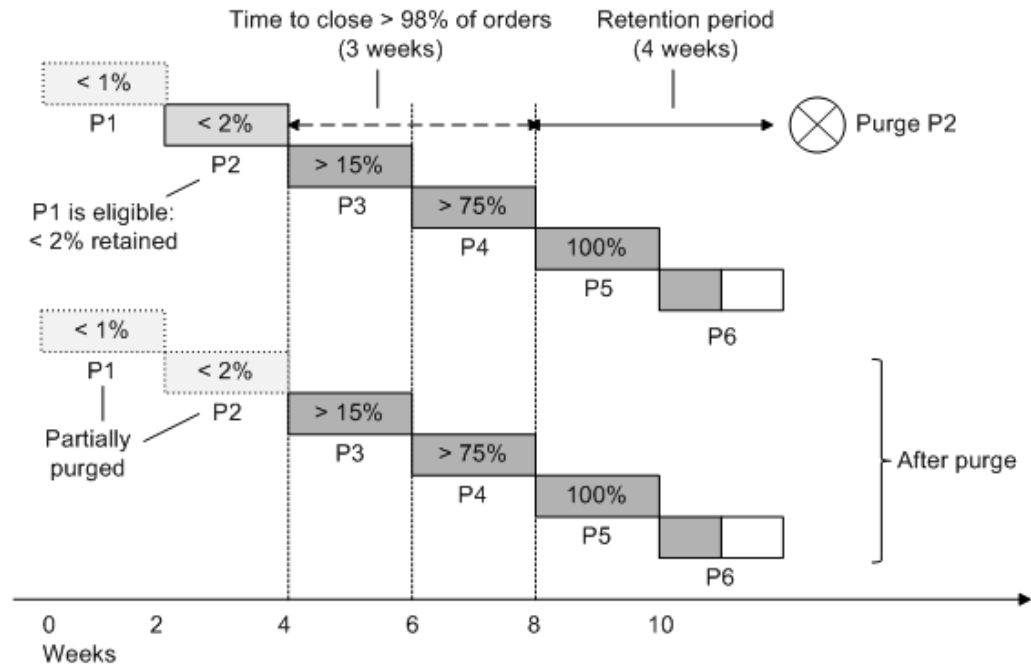 Time to close > 98% of orders
(3 weeks)
Retention period
(4 weeks)
< 1%
P1
< 2%
P2
Purge P2
> 15%
P3
P1 is eligible:
< 2% retained
> 75%
P4
100%
P5
P6
< 1%
P1
< 2%
P2
Partially
purged
> 15%
P3
> 75%
P4
100%
P5
P6
After purge
0
2
4
6
8
10
Weeks